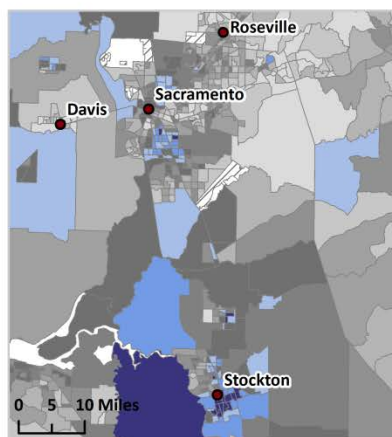 Roseville
Sacramento
Davis
Stockton
0 5 10 Miles